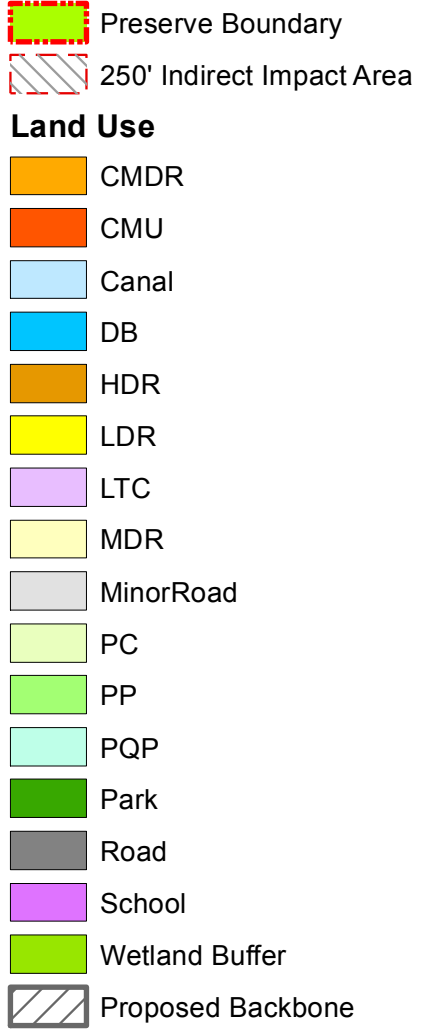 Preserve Boundary
250' Indirect Impact Area
Land Use
CMDR
CMU
Canal
DB
HDR
LDR
LTC
MDR
MinorRoad
PC
PP
PQP
Park
Road
School
Wetland Buffer
Proposed Backbone